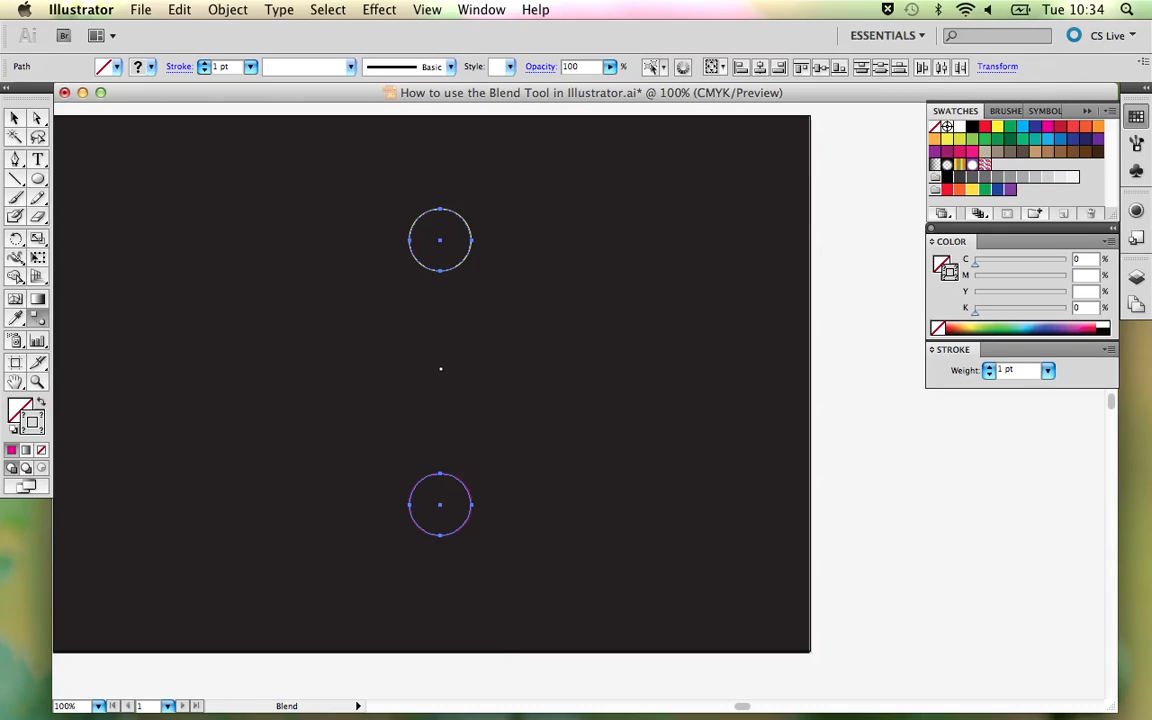 Illustrator File Edit Object Type Select Effect View Window Help Tue 10:34
Ai Br ESSENTIALS CS Live
Path ? Stroke: 1 pt Basic Style: Opacity: 100 % Transform
How to use the Blend Tool in Illustrator.ai* @ 100% (CMYK/Preview)
SWATCHES BRUSHE SYMBOL
COLOR
C 0 %
M %
Y %
K 0 %
STROKE
Weight: 1 pt
T
? ?
? ?
100% 1 Blend